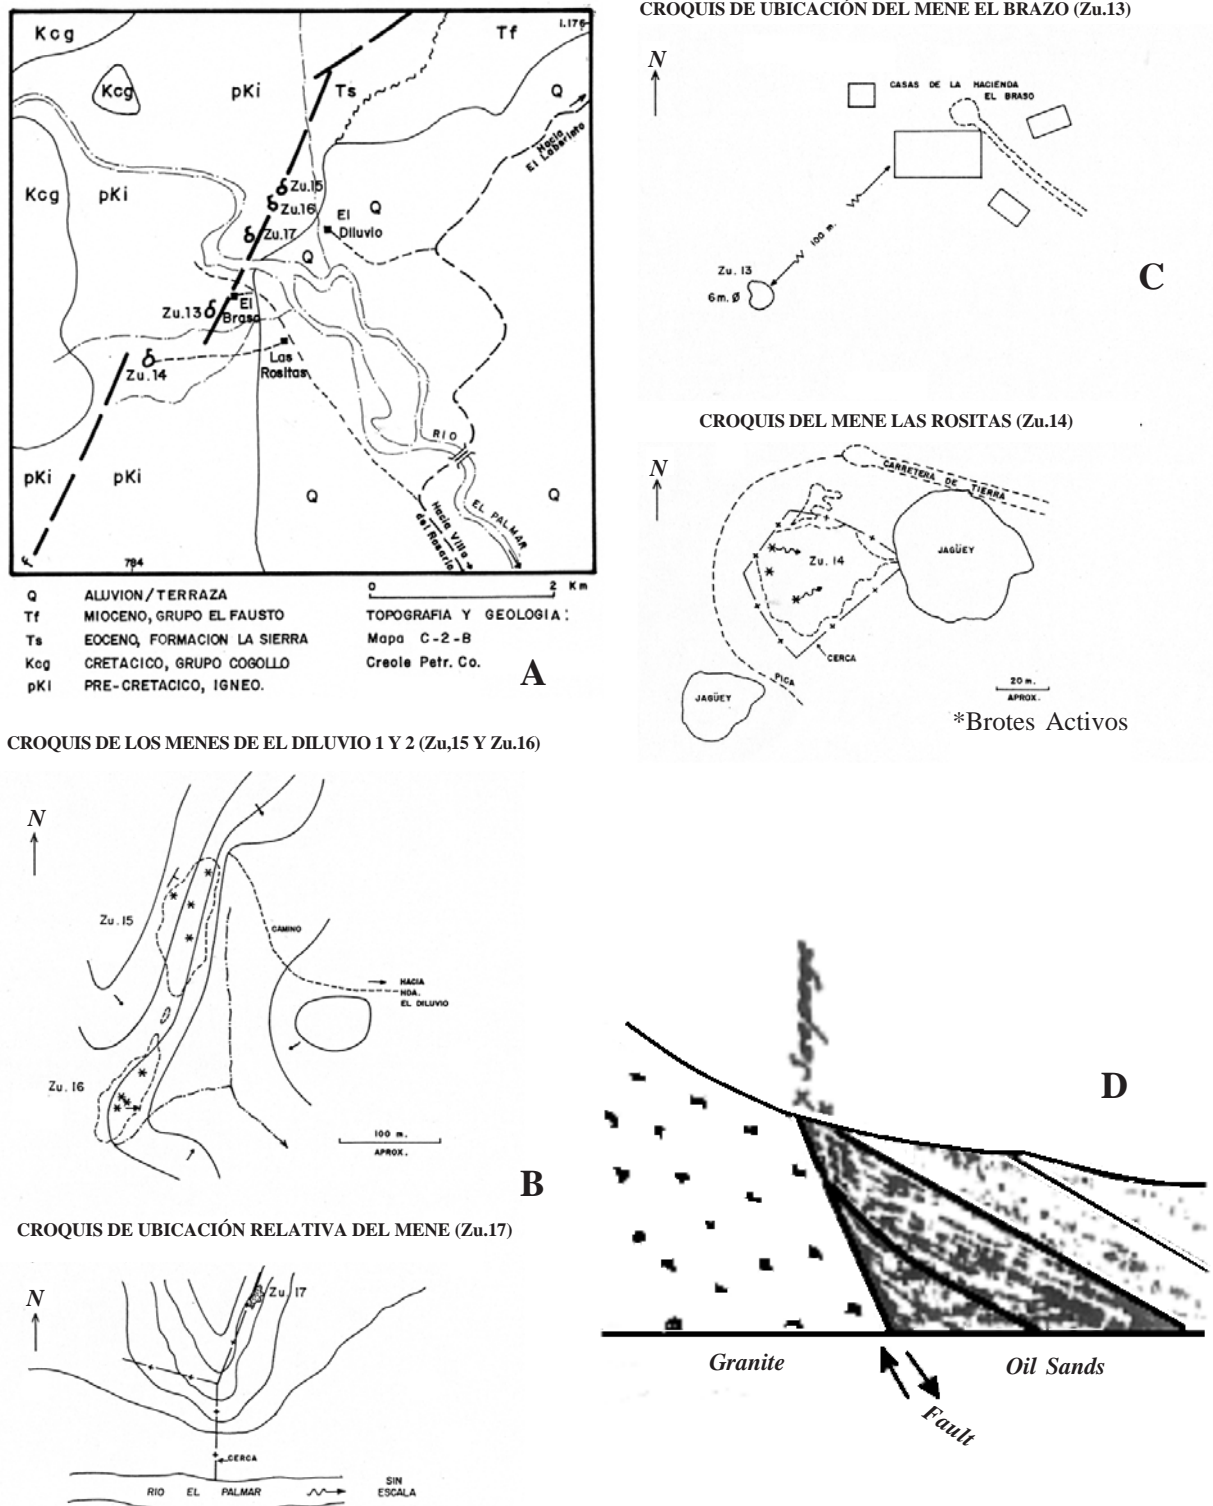 Kcg
Tf
1.176
Kcg
pKi
Ts
Q
Hacia
El Laberinto
Kcg
pKi
Zu.15
Zu.16
Q
El
Diluvio
Zu.17
Q
Zu.13
El
Braso
Zu.14
Las
Rositas
RIO
EL PALMAR
pKi
pKi
Q
Q
Hacia Villa
del Rosario
784
Q ALUVION/TERRAZA
Tf MIOCENO, GRUPO EL FAUSTO
Ts EOCENO, FORMACION LA SIERRA
Kcg CRETACICO, GRUPO COGOLLO
pKI PRE-CRETACICO, IGNEO.
0 2 Km
TOPOGRAFIA Y GEOLOGIA:
Mapa C-2-B
Creole Petr. Co.
A
CROQUIS DE UBICACIÓN DEL MENE EL BRAZO (Zu.13)
N
CASAS DE LA HACIENDA
EL BRASO
100 m.
Zu. 13
6m. Ø
C
CROQUIS DEL MENE LAS ROSITAS (Zu.14)
N
CARRETERA DE TIERRA
JAGÜEY
Zu. 14
CERCA
PICA
JAGÜEY
20 m.
APROX.
*Brotes Activos
CROQUIS DE LOS MENES DE EL DILUVIO 1 Y 2 (Zu,15 Y Zu.16)
N
Zu. 15
CAMINO
HACIA
HDA.
EL DILUVIO
Zu. 16
100 m.
APROX.
B
CROQUIS DE UBICACIÓN RELATIVA DEL MENE (Zu.17)
N
Zu. 17
CERCA
RIO EL PALMAR
SIN
ESCALA
D
Granite
Oil Sands
Fault